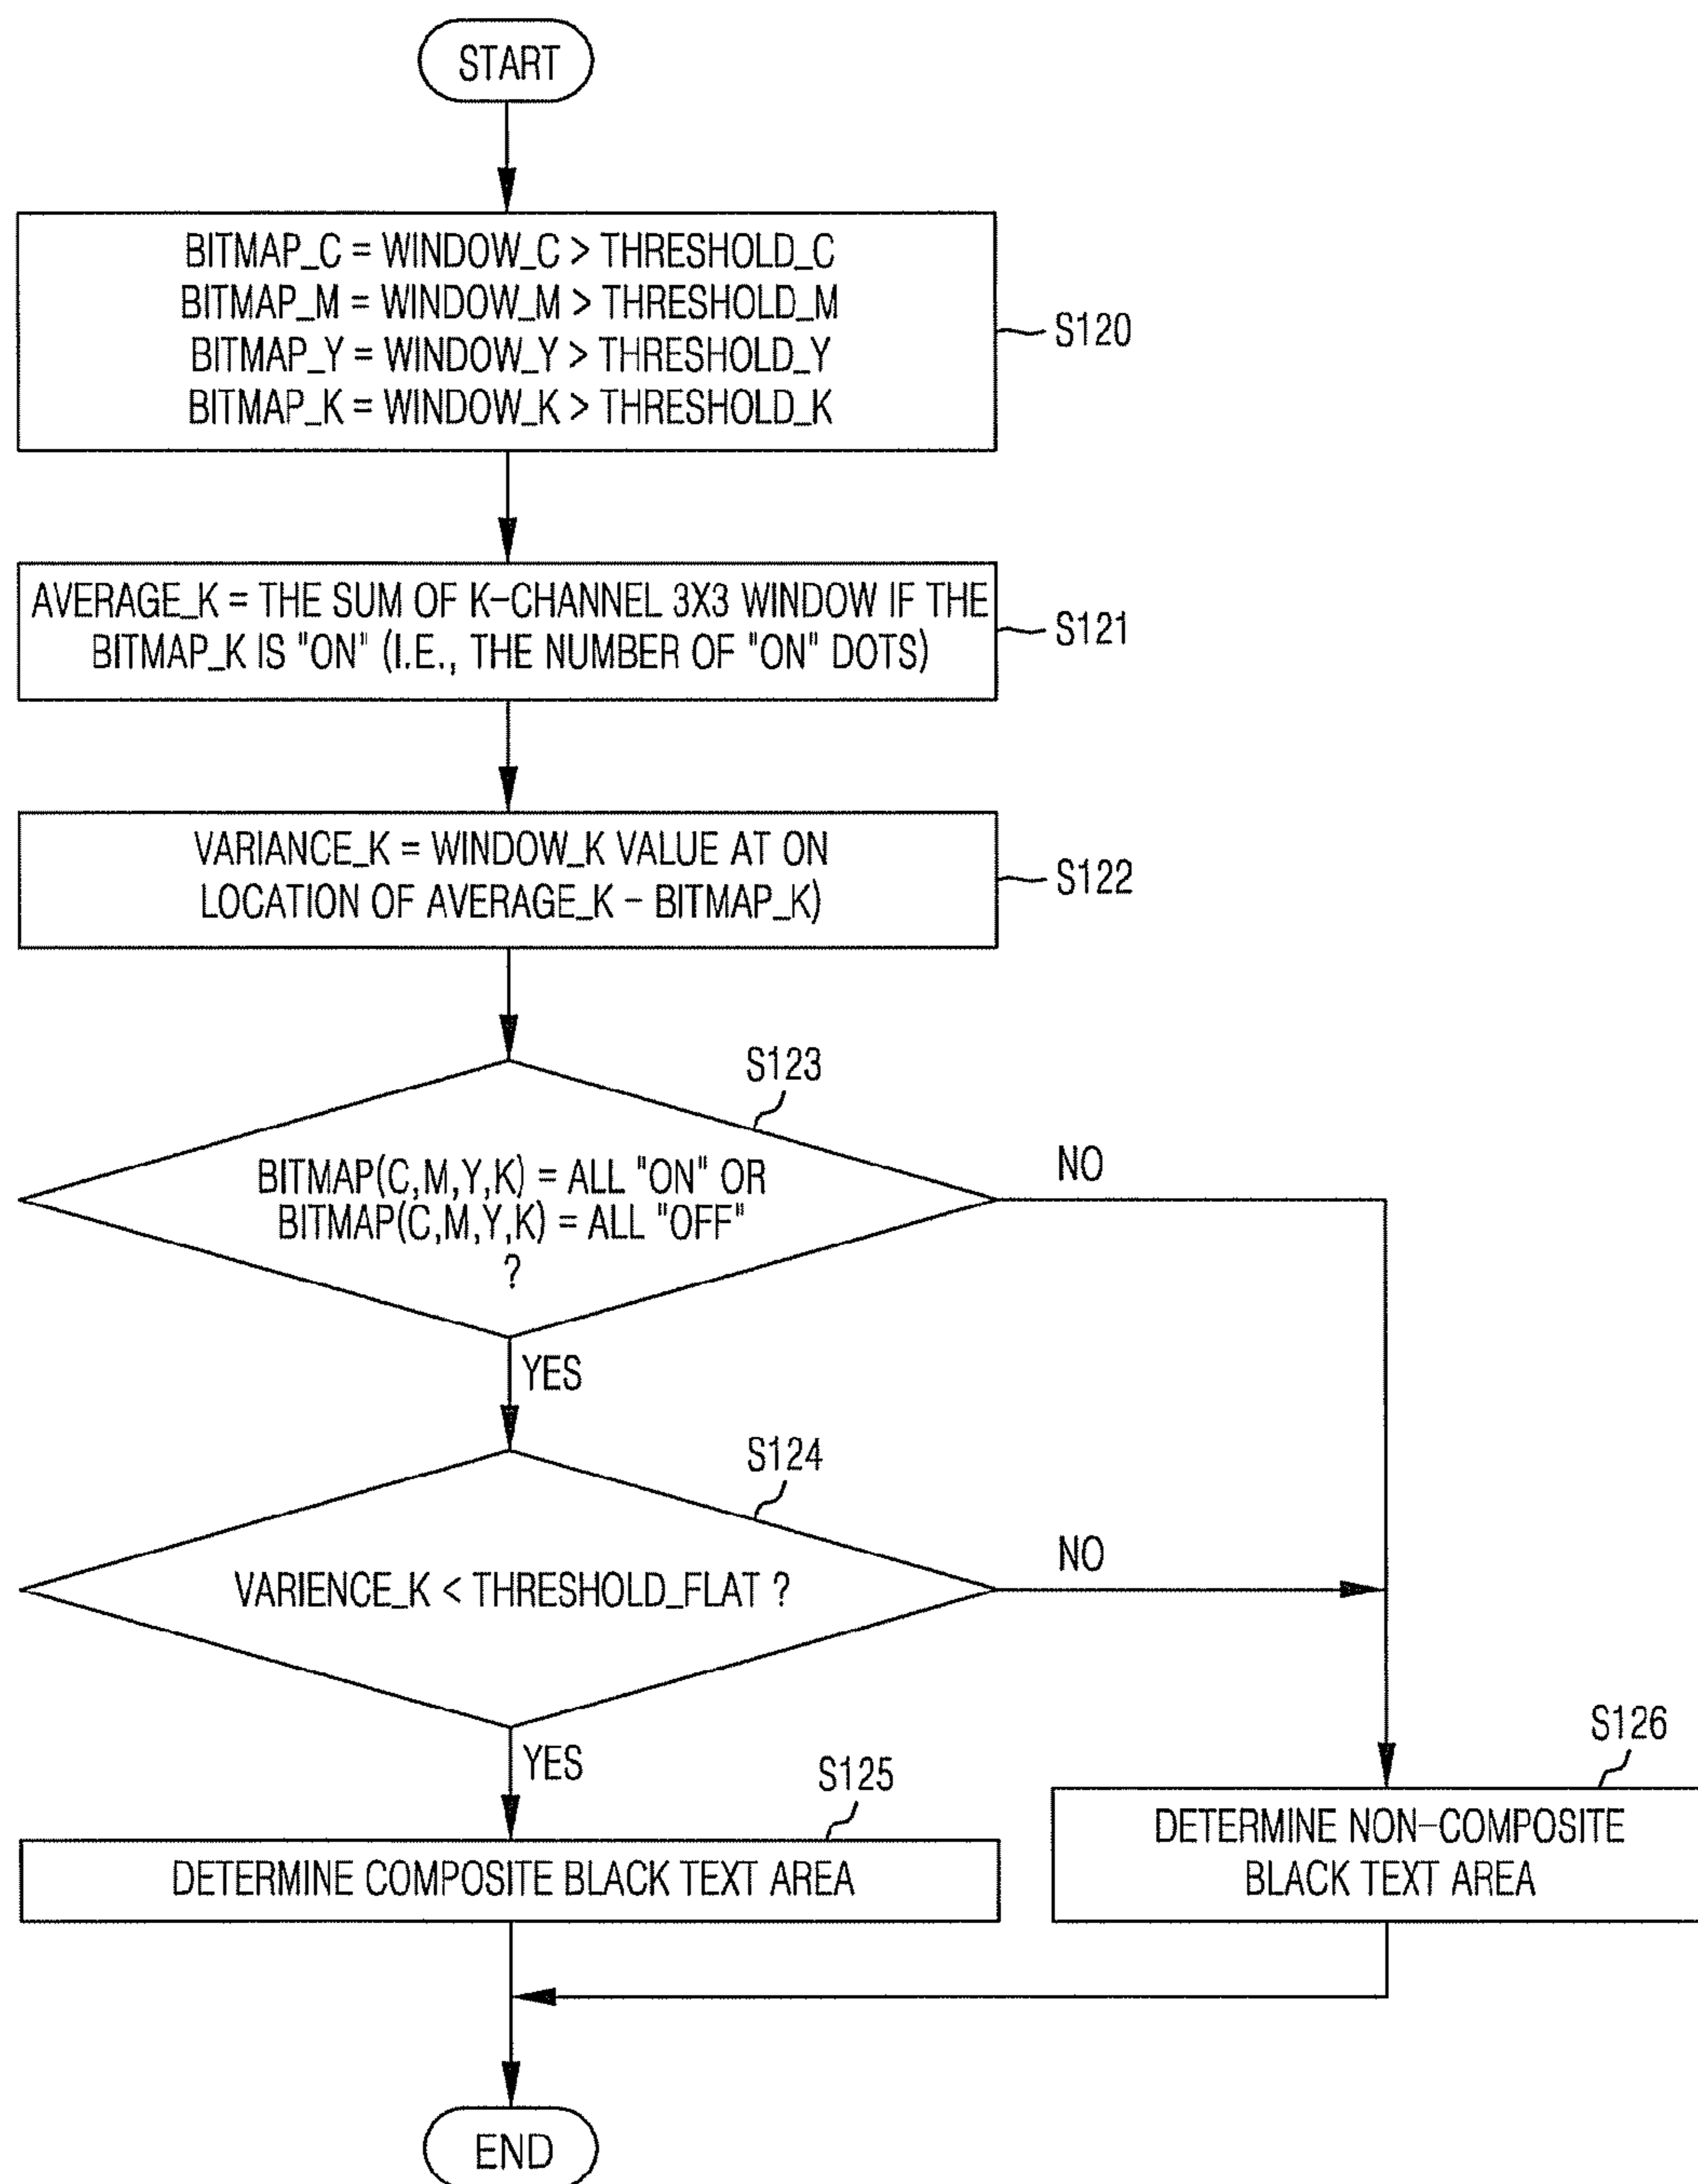 START
BITMAP_C = WINDOW_C > THRESHOLD_C
BITMAP_M = WINDOW_M > THRESHOLD_M
BITMAP_Y = WINDOW_Y > THRESHOLD_Y
BITMAP_K = WINDOW_K > THRESHOLD_K
S120
AVERAGE_K = THE SUM OF K-CHANNEL 3X3 WINDOW IF THE
BITMAP_K IS "ON" (I.E., THE NUMBER OF "ON" DOTS)
S121
VARIANCE_K = WINDOW_K VALUE AT ON
LOCATION OF AVERAGE_K - BITMAP_K)
S122
S123
BITMAP(C,M,Y,K) = ALL "ON" OR
BITMAP(C,M,Y,K) = ALL "OFF"
?
NO
YES
S124
VARIENCE_K < THRESHOLD_FLAT ?
NO
YES
S125
DETERMINE COMPOSITE BLACK TEXT AREA
S126
DETERMINE NON-COMPOSITE
BLACK TEXT AREA
END